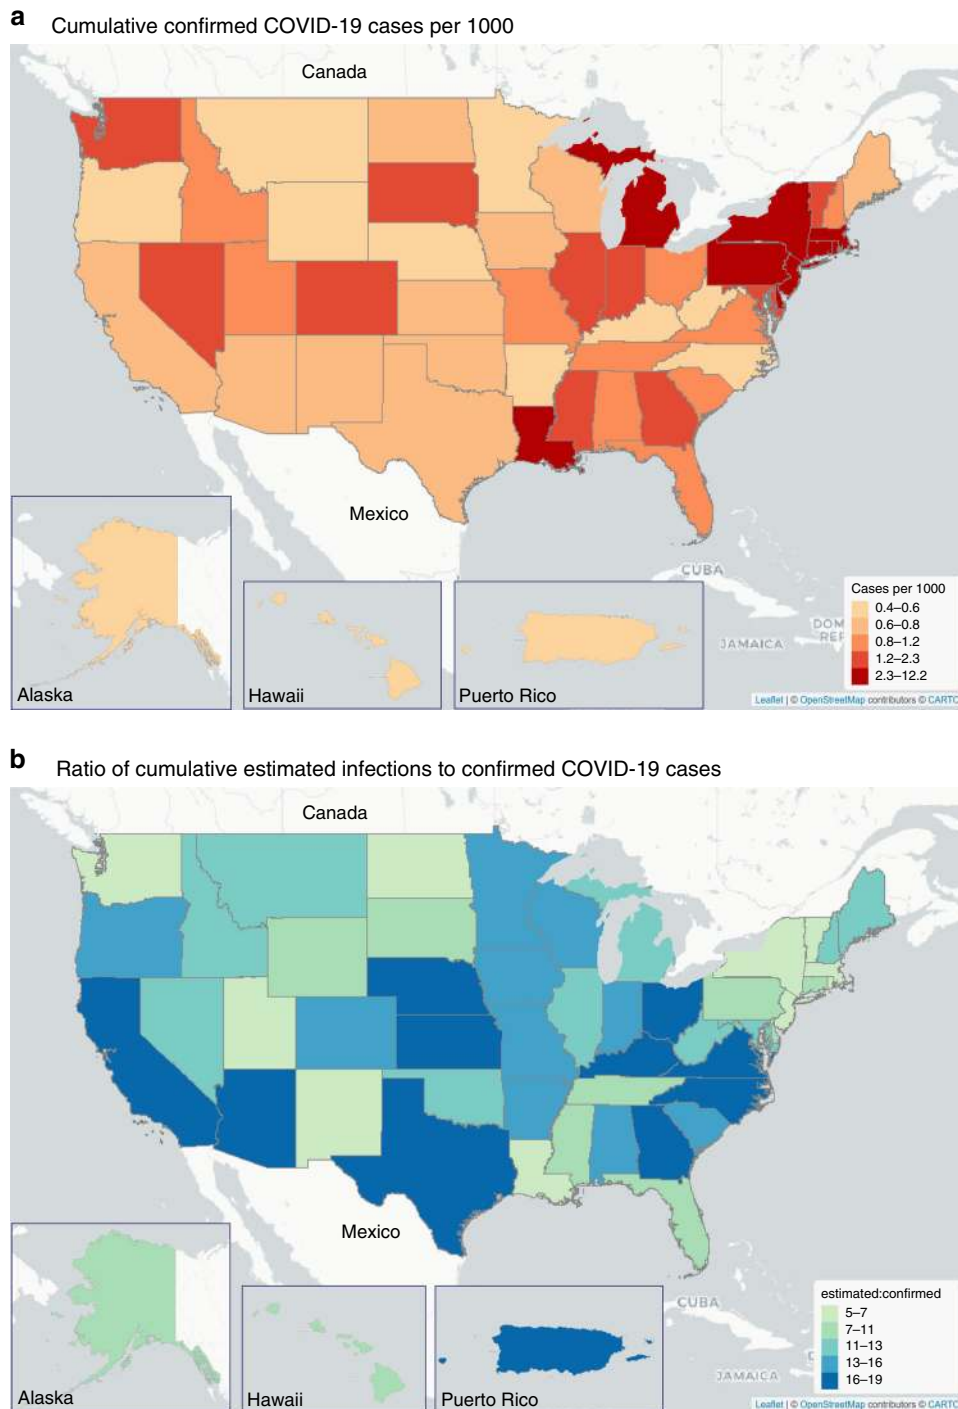 a Cumulative confirmed COVID-19 cases per 1000
Canada
Mexico
CUBA
JAMAICA
DOM
REP
Alaska
Hawaii
Puerto Rico
Cases per 1000
0.4–0.6
0.6–0.8
0.8–1.2
1.2–2.3
2.3–12.2
Leaflet | © OpenStreetMap contributors © CARTO
b Ratio of cumulative estimated infections to confirmed COVID-19 cases
Canada
Mexico
CUBA
JAMAICA
Alaska
Hawaii
Puerto Rico
estimated:confirmed
5–7
7–11
11–13
13–16
16–19
Leaflet | © OpenStreetMap contributors © CARTO